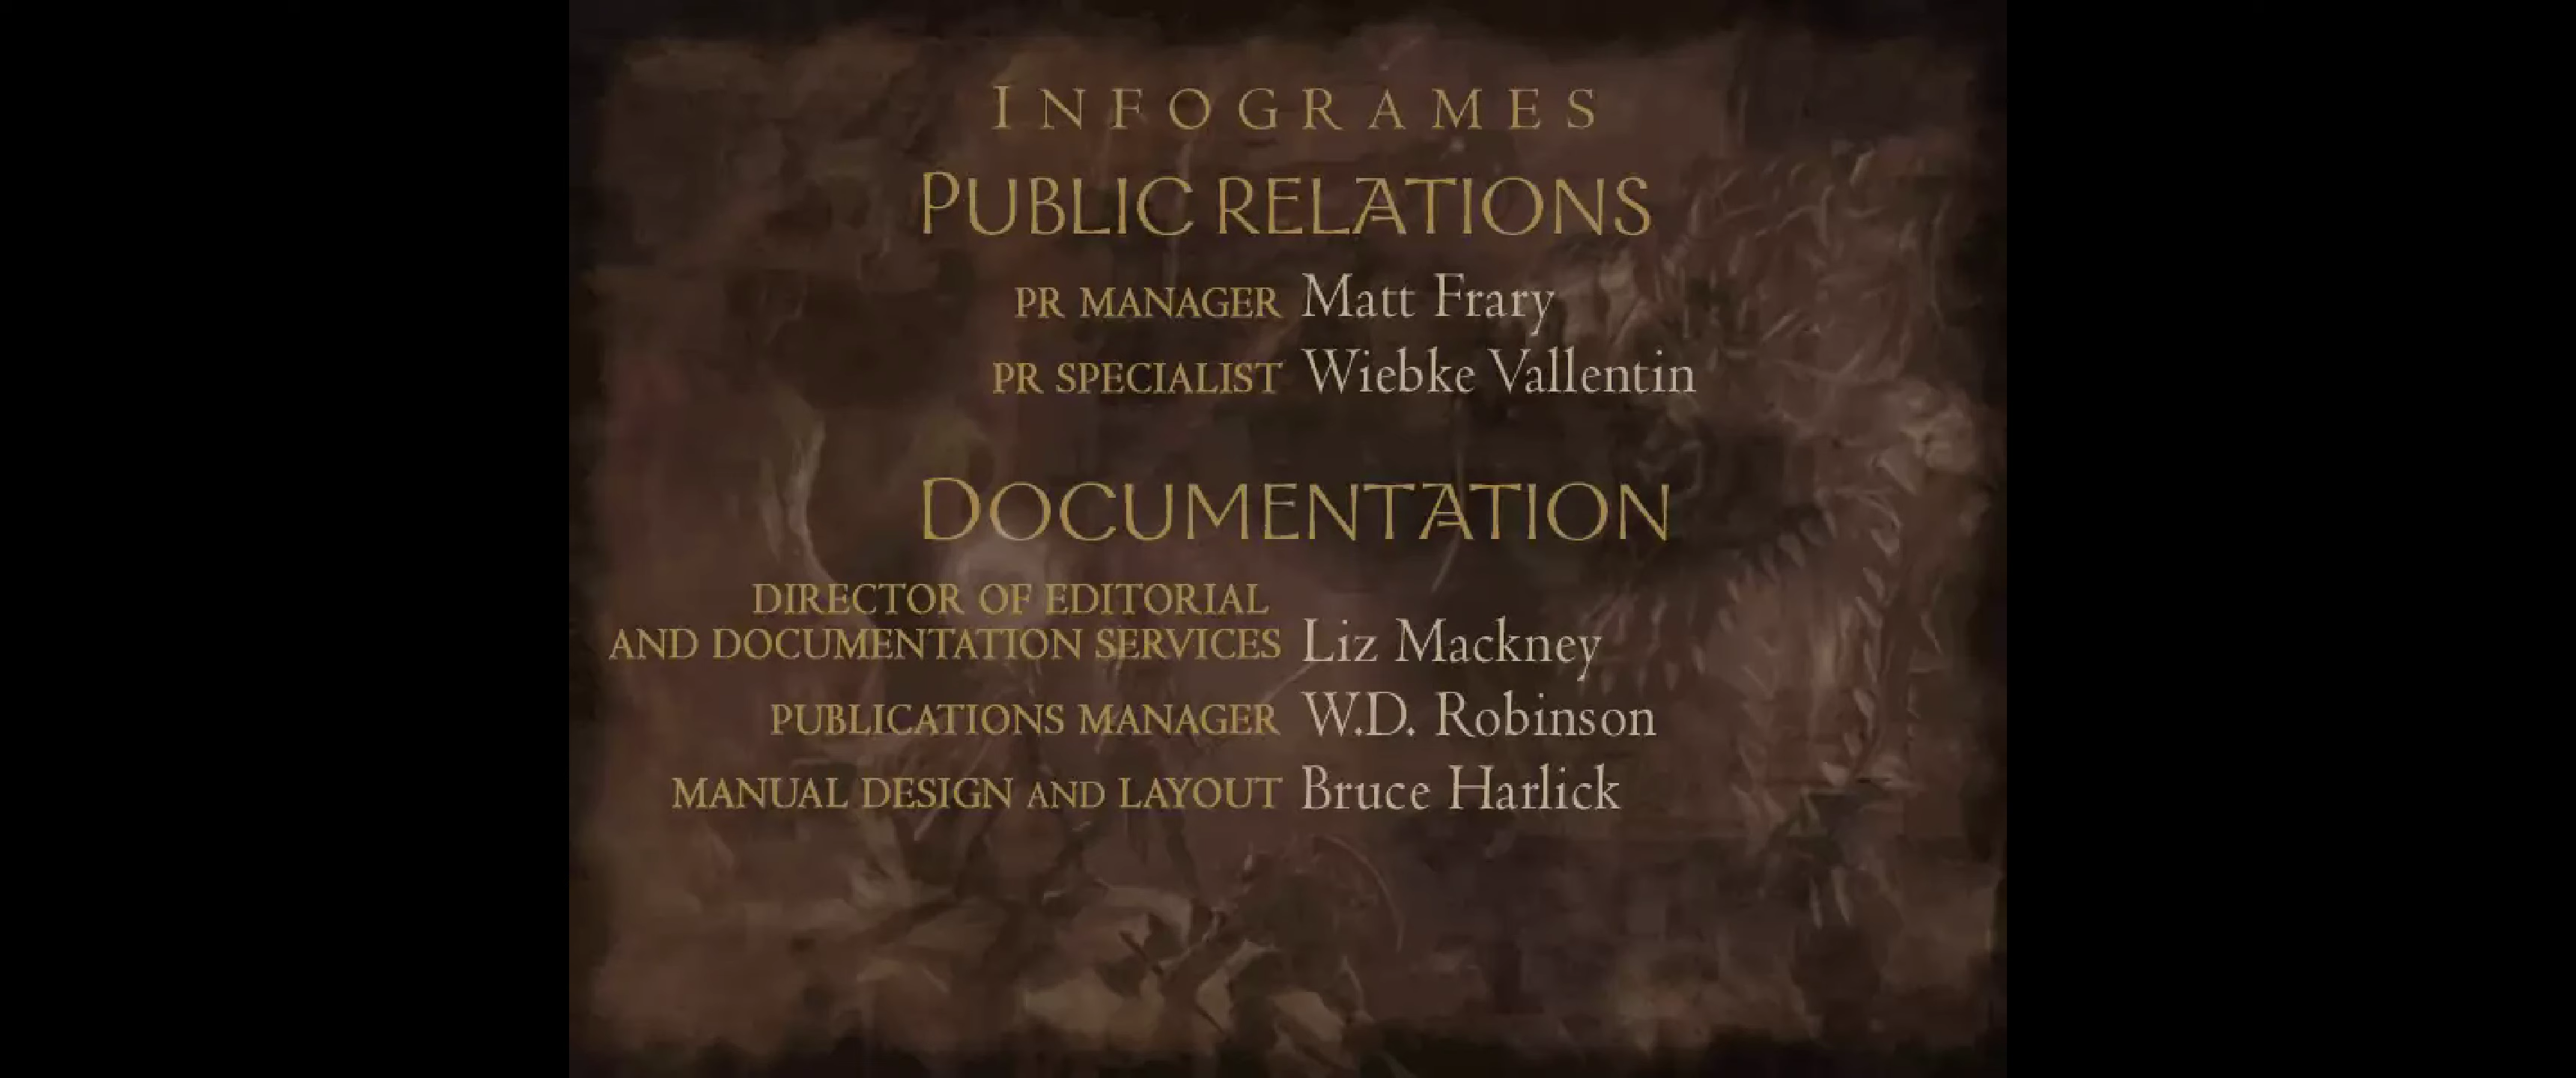 INFOGRAMES
PUBLIC RELATIONS
PR MANAGER Matt Frary
PR SPECIALIST Wiebke Vallentin
DOCUMENTATION
DIRECTOR OF EDITORIAL
AND DOCUMENTATION SERVICES Liz Mackney
PUBLICATIONS MANAGER W.D. Robinson
MANUAL DESIGN AND LAYOUT Bruce Harlick